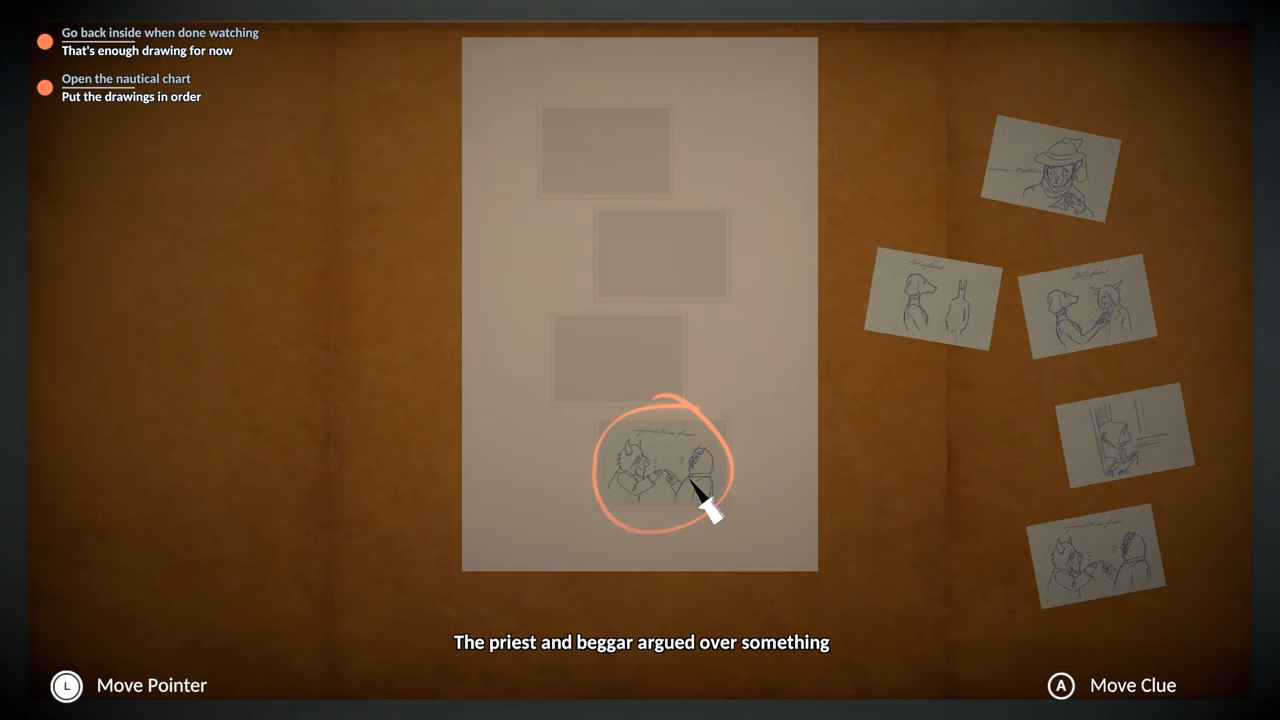 Go back inside when done watching
That's enough drawing for now
Open the nautical chart
Put the drawings in order
The priest and beggar argued over something
L Move Pointer
A Move Clue